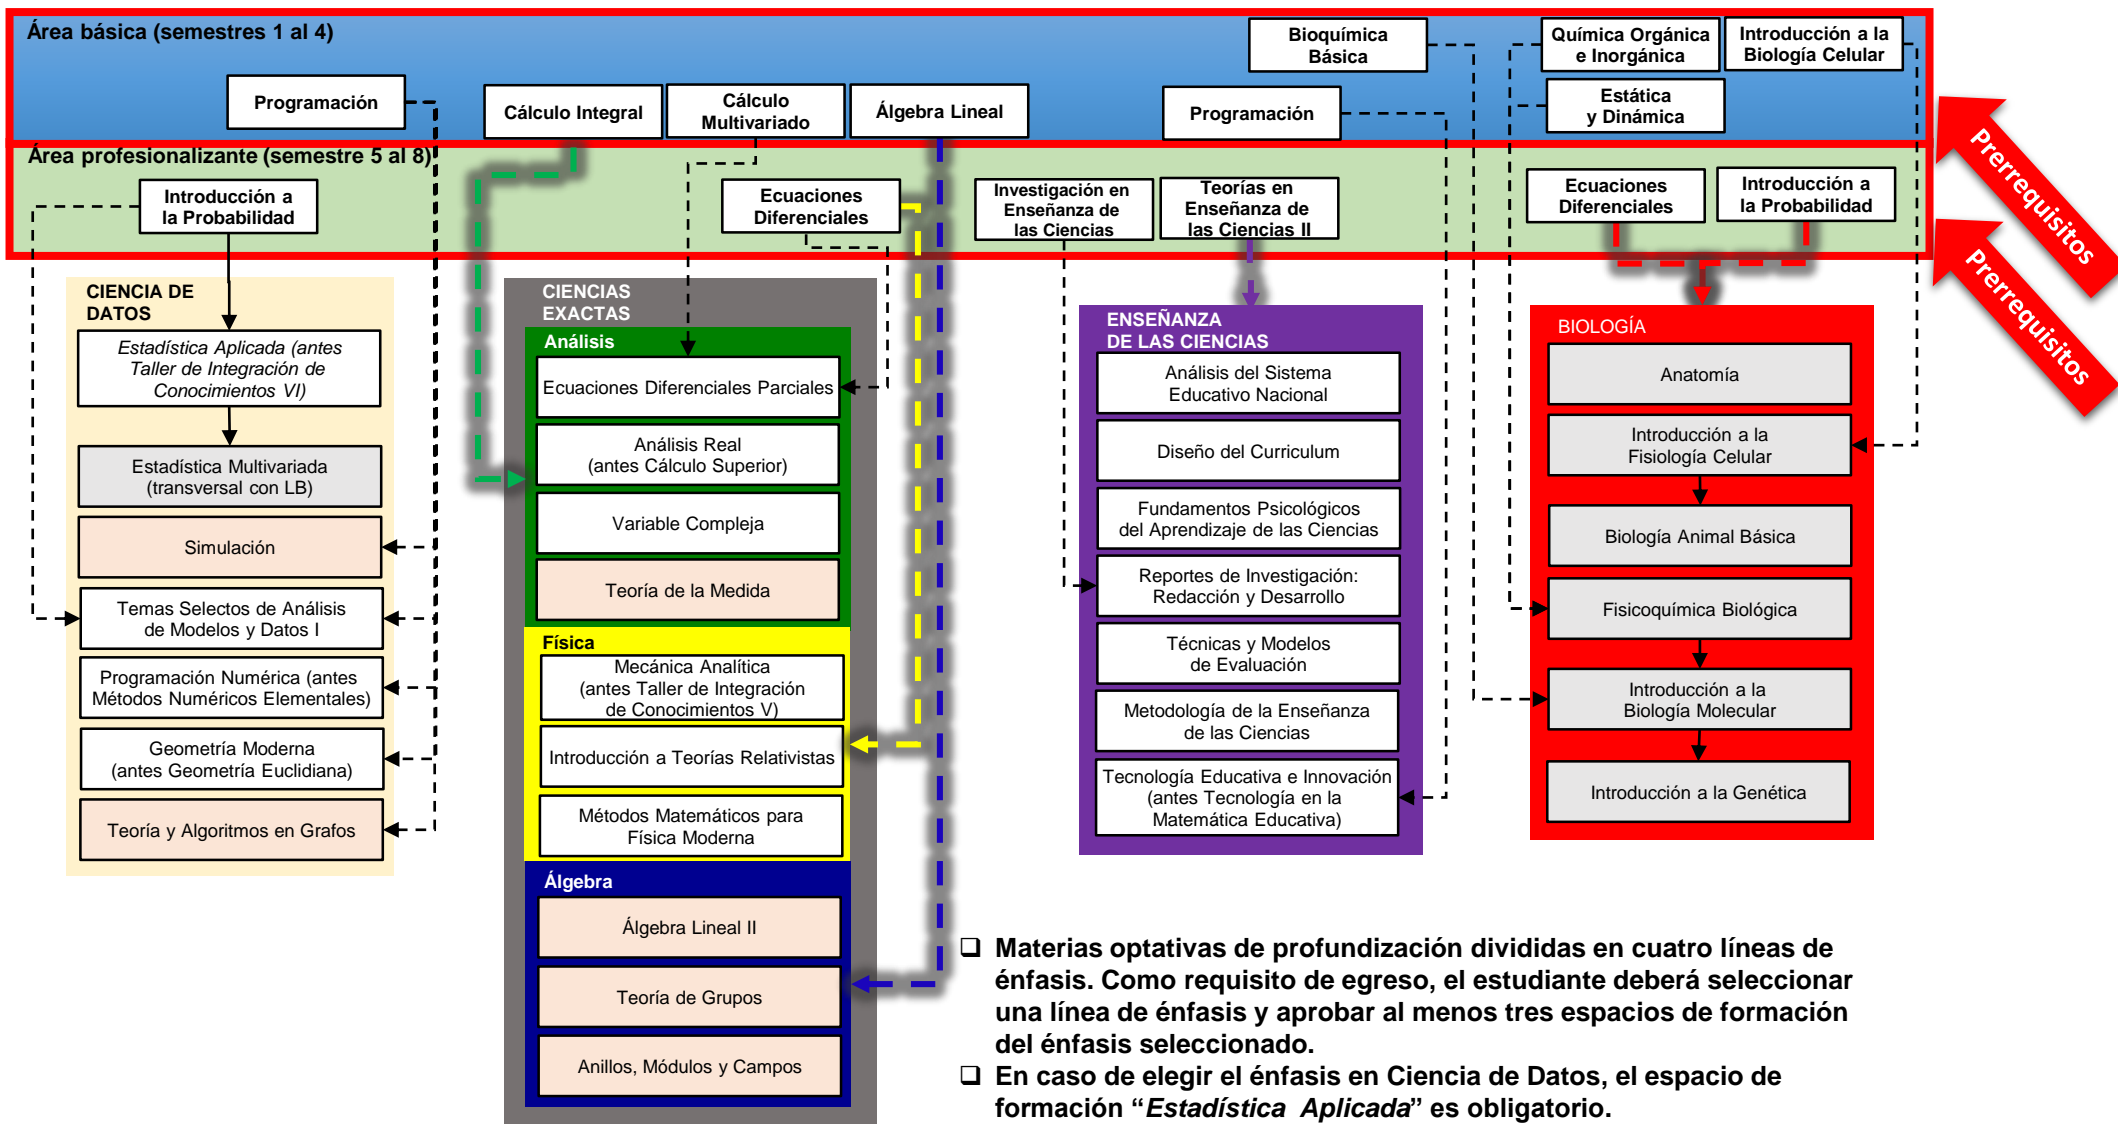 Área básica (semestres 1 al 4)
Programación
Cálculo Integral
Cálculo
Multivariado
Álgebra Lineal
Bioquímica
Básica
Programación
Química Orgánica
e Inorgánica
Introducción a la
Biología Celular
Estática
y Dinámica
Área profesionalizante (semestre 5 al 8)
Introducción a
la Probabilidad
Ecuaciones
Diferenciales
Investigación en
Enseñanza de
las Ciencias
Teorías en
Enseñanza de
las Ciencias II
Ecuaciones
Diferenciales
Introducción a
la Probabilidad
Prerrequisitos
Prerrequisitos
CIENCIA DE
DATOS
Estadística Aplicada (antes
Taller de Integración de
Conocimientos VI)
Estadística Multivariada
(transversal con LB)
Simulación
Temas Selectos de Análisis
de Modelos y Datos I
Programación Numérica (antes
Métodos Numéricos Elementales)
Geometría Moderna
(antes Geometría Euclidiana)
Teoría y Algoritmos en Grafos
CIENCIAS
EXACTAS
Análisis
Ecuaciones Diferenciales Parciales
Análisis Real
(antes Cálculo Superior)
Variable Compleja
Teoría de la Medida
Física
Mecánica Analítica
(antes Taller de Integración
de Conocimientos V)
Introducción a Teorías Relativistas
Métodos Matemáticos para
Física Moderna
Álgebra
Álgebra Lineal II
Teoría de Grupos
Anillos, Módulos y Campos
ENSEÑANZA
DE LAS CIENCIAS
Análisis del Sistema
Educativo Nacional
Diseño del Curriculum
Fundamentos Psicológicos
del Aprendizaje de las Ciencias
Reportes de Investigación:
Redacción y Desarrollo
Técnicas y Modelos
de Evaluación
Metodología de la Enseñanza
de las Ciencias
Tecnología Educativa e Innovación
(antes Tecnología en la
Matemática Educativa)
BIOLOGÍA
Anatomía
Introducción a la
Fisiología Celular
Biología Animal Básica
Fisicoquímica Biológica
Introducción a la
Biología Molecular
Introducción a la Genética
❑ Materias optativas de profundización divididas en cuatro líneas de
énfasis. Como requisito de egreso, el estudiante deberá seleccionar
una línea de énfasis y aprobar al menos tres espacios de formación
del énfasis seleccionado.
❑ En caso de elegir el énfasis en Ciencia de Datos, el espacio de
formación “Estadística Aplicada” es obligatorio.